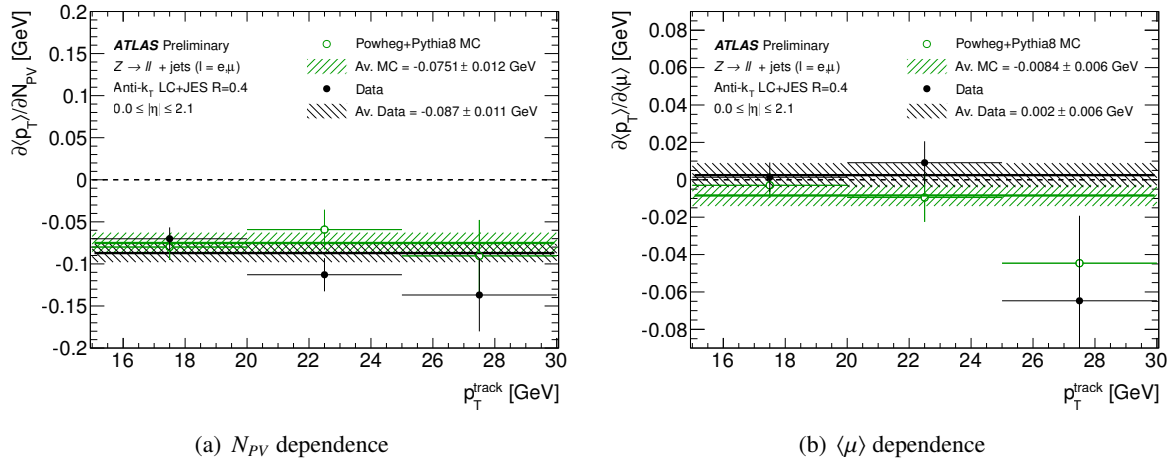 ∂⟨p_T⟩/∂N_PV [GeV]
0.2
0.15
0.1
0.05
0
-0.05
-0.1
-0.15
-0.2
ATLAS Preliminary
Z → ll + jets (l = e,μ)
Anti-k_T LC+JES R=0.4
0.0 ≤ |η| ≤ 2.1
Powheg+Pythia8 MC
Av. MC = -0.0751 ± 0.012 GeV
Data
Av. Data = -0.087 ± 0.011 GeV
16 18 20 22 24 26 28 30
p_T^track [GeV]
(a) N_PV dependence
∂⟨p_T⟩/∂⟨μ⟩ [GeV]
0.08
0.06
0.04
0.02
0
-0.02
-0.04
-0.06
-0.08
ATLAS Preliminary
Z → ll + jets (l = e,μ)
Anti-k_T LC+JES R=0.4
0.0 ≤ |η| ≤ 2.1
Powheg+Pythia8 MC
Av. MC = -0.0084 ± 0.006 GeV
Data
Av. Data = 0.002 ± 0.006 GeV
16 18 20 22 24 26 28 30
p_T^track [GeV]
(b) ⟨μ⟩ dependence